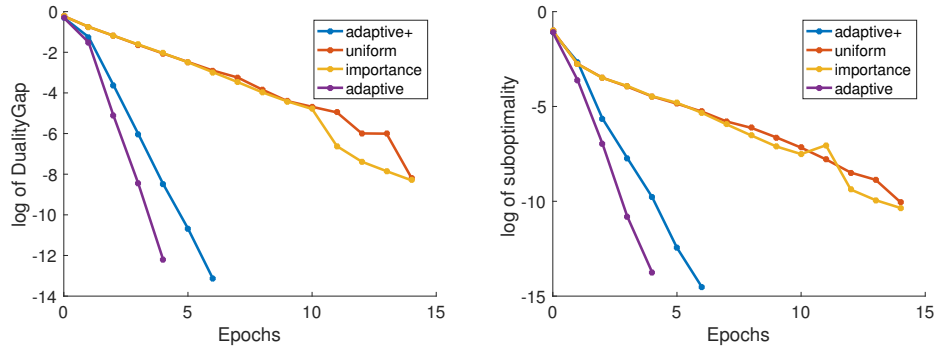 log of DualityGap
0
-2
-4
-6
-8
-10
-12
-14
0
5
10
15
Epochs
adaptive+
uniform
importance
adaptive
log of suboptimality
0
-5
-10
-15
0
5
10
15
Epochs
adaptive+
uniform
importance
adaptive